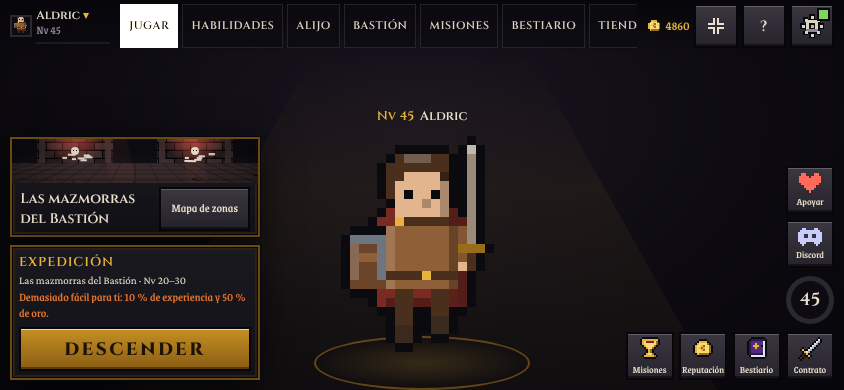 ALDRIC ▼
Nv 45
JUGAR
HABILIDADES
ALIJO
BASTIÓN
MISIONES
BESTIARIO
TIEND
4860
?
Nv 45 ALDRIC
LAS MAZMORRAS
DEL BASTIÓN
Mapa de zonas
EXPEDICIÓN
Las mazmorras del Bastión · Nv 20–30
Demasiado fácil para ti: 10 % de experiencia y 50 %
de oro.
DESCENDER
Apoyar
Discord
45
Misiones
Reputación
Bestiario
Contrato